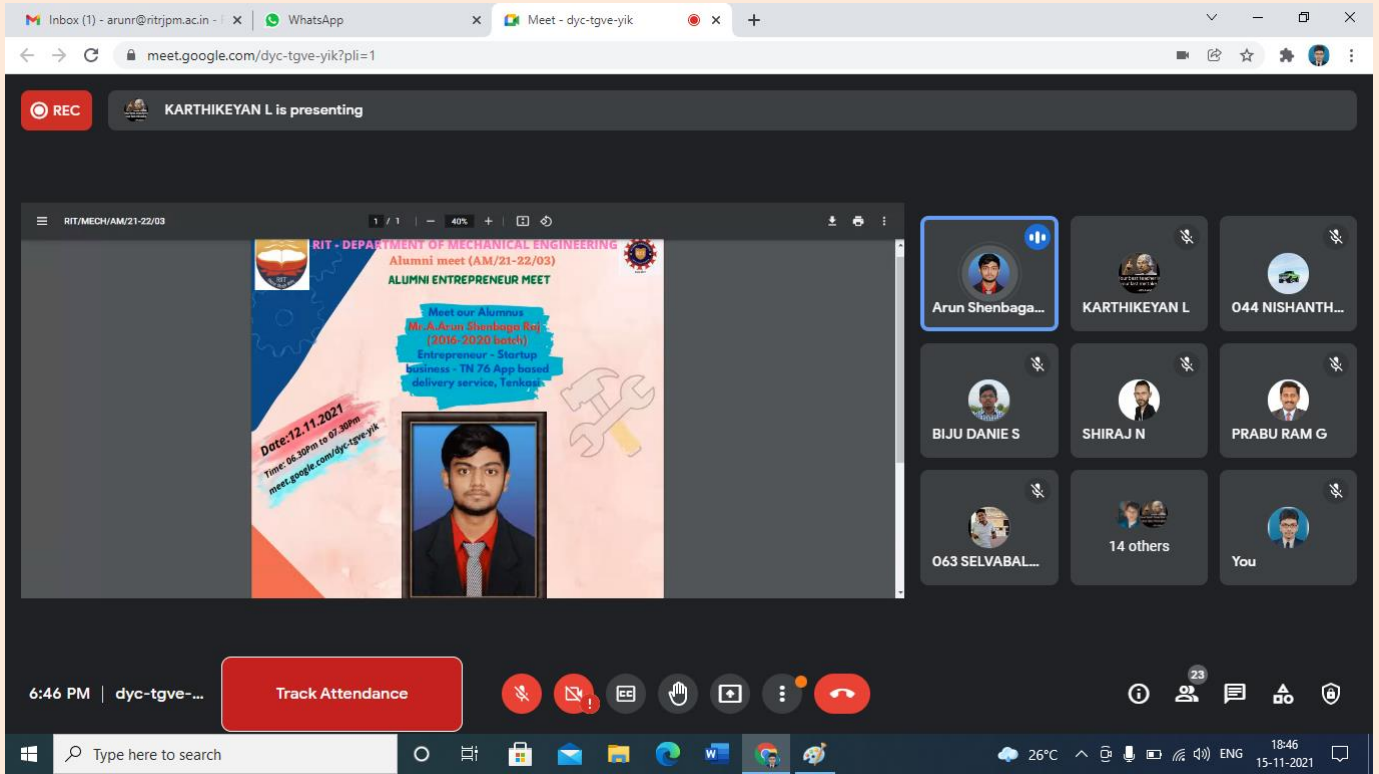 Inbox (1) - arunr@ritrjpm.ac.in -
WhatsApp
Meet - dyc-tgve-yik
meet.google.com/dyc-tgve-yik?pli=1
REC
KARTHIKEYAN L is presenting
RIT/MECH/AM/21-22/03
1 / 1
40%
RIT - DEPARTMENT OF MECHANICAL ENGINEERING
Alumni meet (AM/21-22/03)
ALUMNI ENTREPRENEUR MEET
Meet our Alumnus
Mr.A.Arun Shenbaga Raj
(2016-2020 batch)
Entrepreneur - Startup
business - TN 76 App based
delivery service, Tenkasi
Date:12.11.2021
Time: 06.30Pm to 07.30Pm
meet.google.com/dyc-tgve-yik
RIT
Arun Shenbaga...
KARTHIKEYAN L
044 NISHANTH...
BIJU DANIE S
SHIRAJ N
PRABU RAM G
063 SELVABAL...
14 others
You
6:46 PM | dyc-tgve-...
Track Attendance
23
Type here to search
26°C
ENG
18:46
15-11-2021